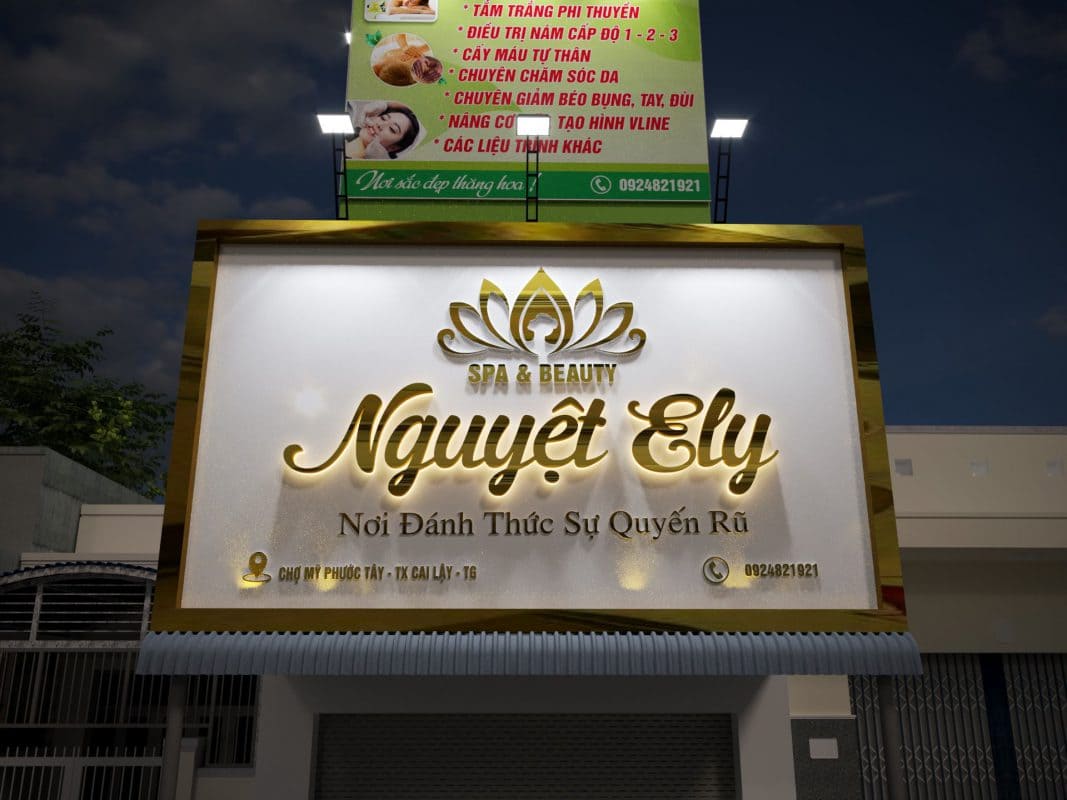 * TẮM TRẮNG PHI THUYỀN
* ĐIỀU TRỊ NÁM CẤP ĐỘ 1 - 2 - 3
* CẤY MÁU TỰ THÂN
* CHUYÊN CHĂM SÓC DA
* CHUYÊN GIẢM BÉO BỤNG, TAY, ĐÙI
* NÂNG CƠ TẠO HÌNH VLINE
* CÁC LIỆU TRÌNH KHÁC
Nơi sắc đẹp thăng hoa !
0924821921
SPA & BEAUTY
Nguyệt Ely
Nơi Đánh Thức Sự Quyến Rũ
CHỢ MỸ PHƯỚC TÂY - TX CAI LẬY - TG
0924821921